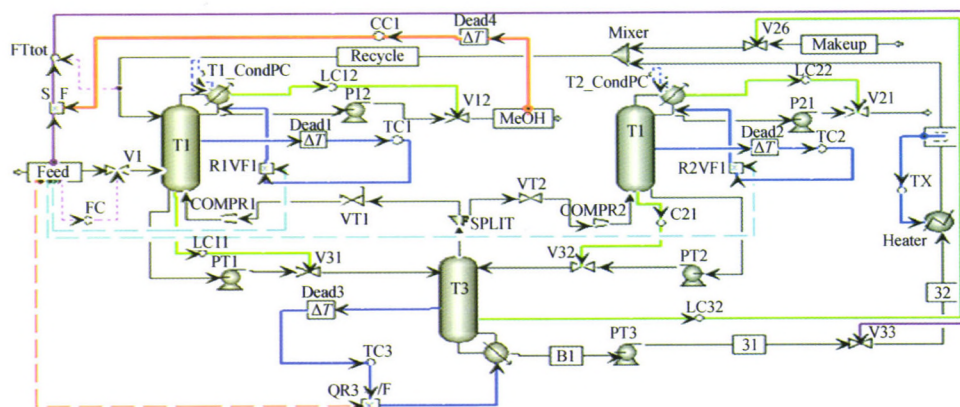 CC1
Dead4
V26
Mixer
FTtot
ΔT
Makeup
Recycle
T1_CondPC
LC12
T2_CondPC
LC22
S F
P12
V12
P21
V21
MeOH
Dead1
TC1
Dead2
TC2
V1
T1
ΔT
T1
ΔT
Feed
R1VF1
R2VF1
COMPR1
VT2
TX
FC
VT1
SPLIT
COMPR2
C21
Heater
LC11
V32
PT2
PT1
V31
Dead3
T3
32
ΔT
LC32
PT3
V33
TC3
B1
31
QR3
/F